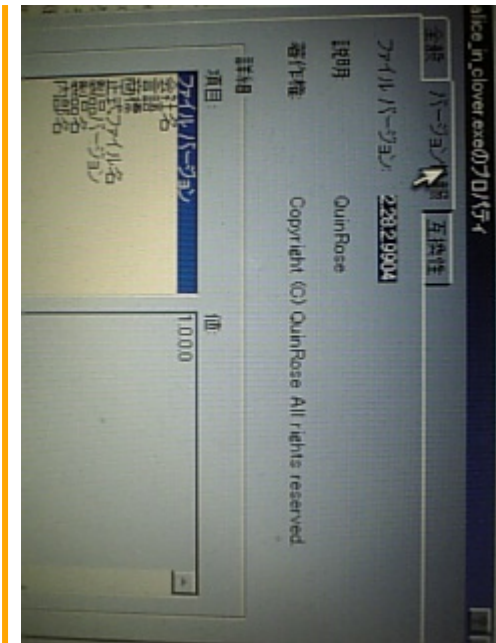 alice_in_clover.exeのプロパティ
全般 バージョン情報 互換性
ファイル バージョン: 2.28.2.9904
説明 QuinRose
著作権: Copyright (C) QuinRose All rights reserved.
詳細
項目: 値:
ファイル バージョン 1.0.0.0
会社名
言語
正式ファイル名
製品バージョン
製品名
内部名